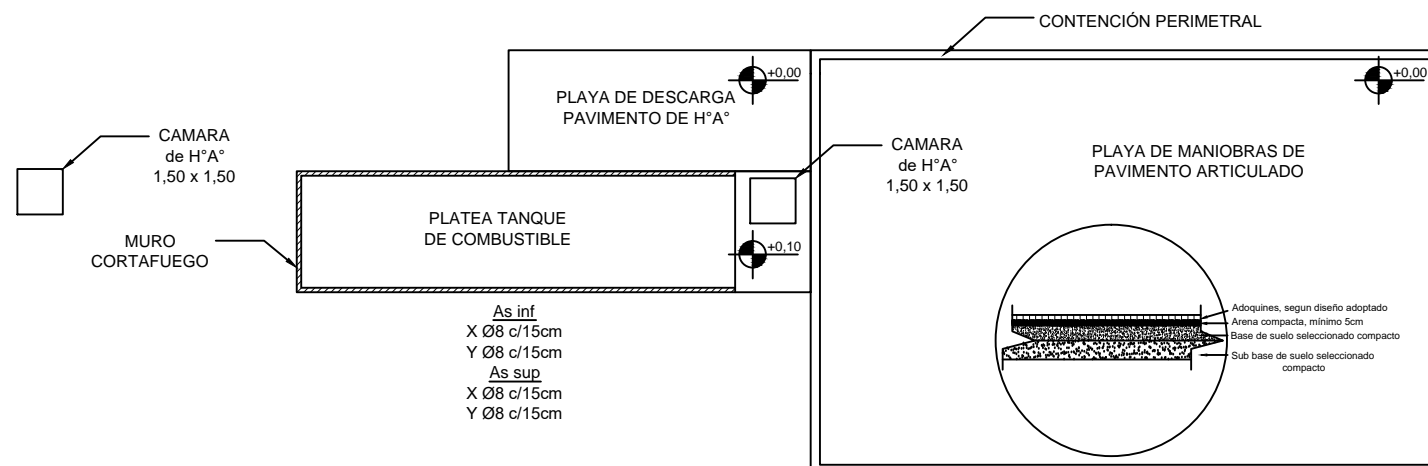 CONTENCIÓN PERIMETRAL
+0,00
+0,00
PLAYA DE DESCARGA
PAVIMENTO DE H°A°
CAMARA
de H°A°
1,50 x 1,50
CAMARA
de H°A°
1,50 x 1,50
PLAYA DE MANIOBRAS DE
PAVIMENTO ARTICULADO
PLATEA TANQUE
DE COMBUSTIBLE
MURO
CORTAFUEGO
+0,10
As inf
X Ø8 c/15cm
Y Ø8 c/15cm
As sup
X Ø8 c/15cm
Y Ø8 c/15cm
Adoquines, segun diseño adoptado
Arena compacta, mínimo 5cm
Base de suelo seleccionado compacto
Sub base de suelo seleccionado
compacto